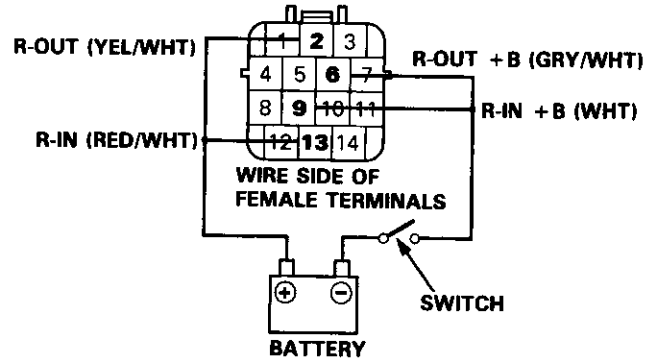 R-OUT (YEL/WHT)
1 2 3
R-OUT +B (GRY/WHT)
4 5 6 7
8 9 10 11
R-IN +B (WHT)
R-IN (RED/WHT)
12 13 14
WIRE SIDE OF
FEMALE TERMINALS
+ −
SWITCH
BATTERY